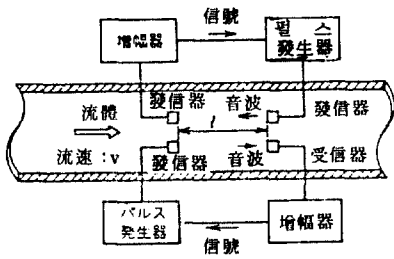 增幅器
信號
펄스
發生器
發信器
音波
發信器
流體
l
流速 : v
發信器
音波
受信器
パルス
発生器
信號
增幅器